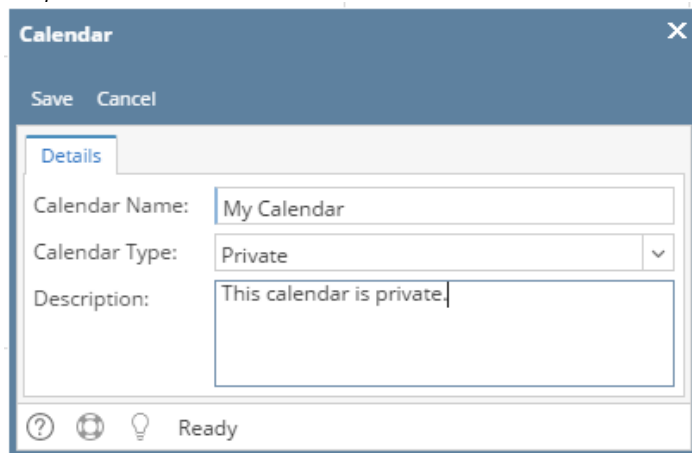 Calendar
Save Cancel
Details
Calendar Name: My Calendar
Calendar Type: Private
Description: This calendar is private.
Ready